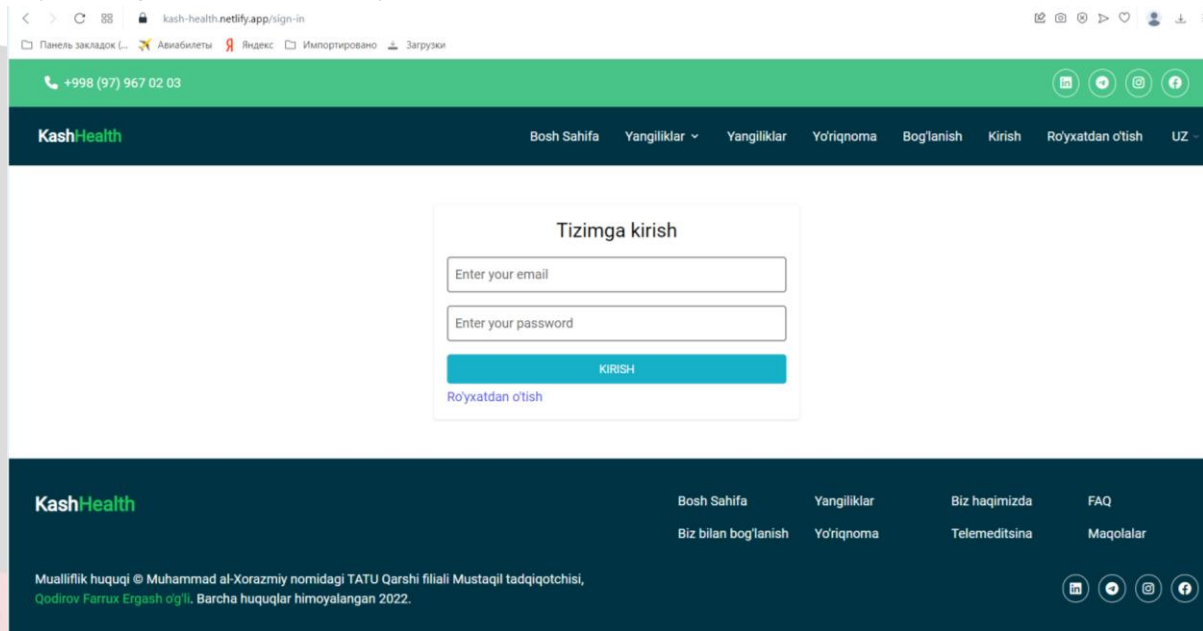 kash-health.netlify.app/sign-in
Панель закладок (... Авиабилеты Яндекс Импортировано Загрузки
+998 (97) 967 02 03
KashHealth Bosh Sahifa Yangiliklar Yangiliklar Yo'riqnoma Bog'lanish Kirish Ro'yxatdan o'tish UZ
Tizimga kirish
Enter your email
Enter your password
KIRISH
Ro'yxatdan o'tish
KashHealth Bosh Sahifa Yangiliklar Biz haqimizda FAQ
Biz bilan bog'lanish Yo'riqnoma Telemeditsina Maqolalar
Mualliflik huquqi © Muhammad al-Xorazmiy nomidagi TATU Qarshi filiali Mustaqil tadqiqotchisi,
Qodirov Farrux Ergash o'g'li. Barcha huquqlar himoyalangan 2022.